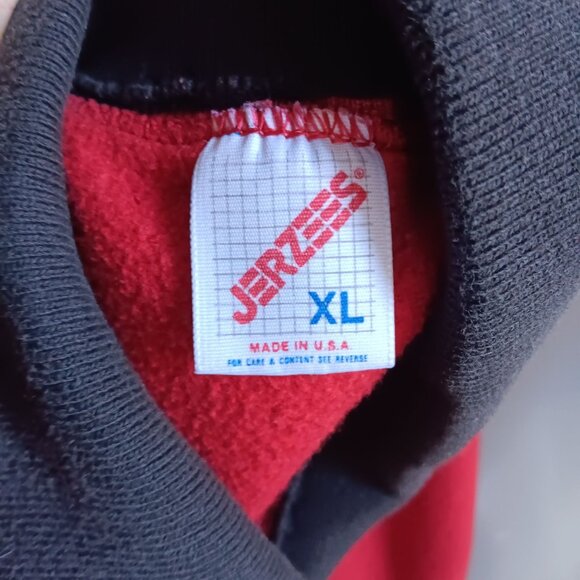 JERZEES®
XL
MADE IN U.S.A.
FOR CARE & CONTENT SEE REVERSE